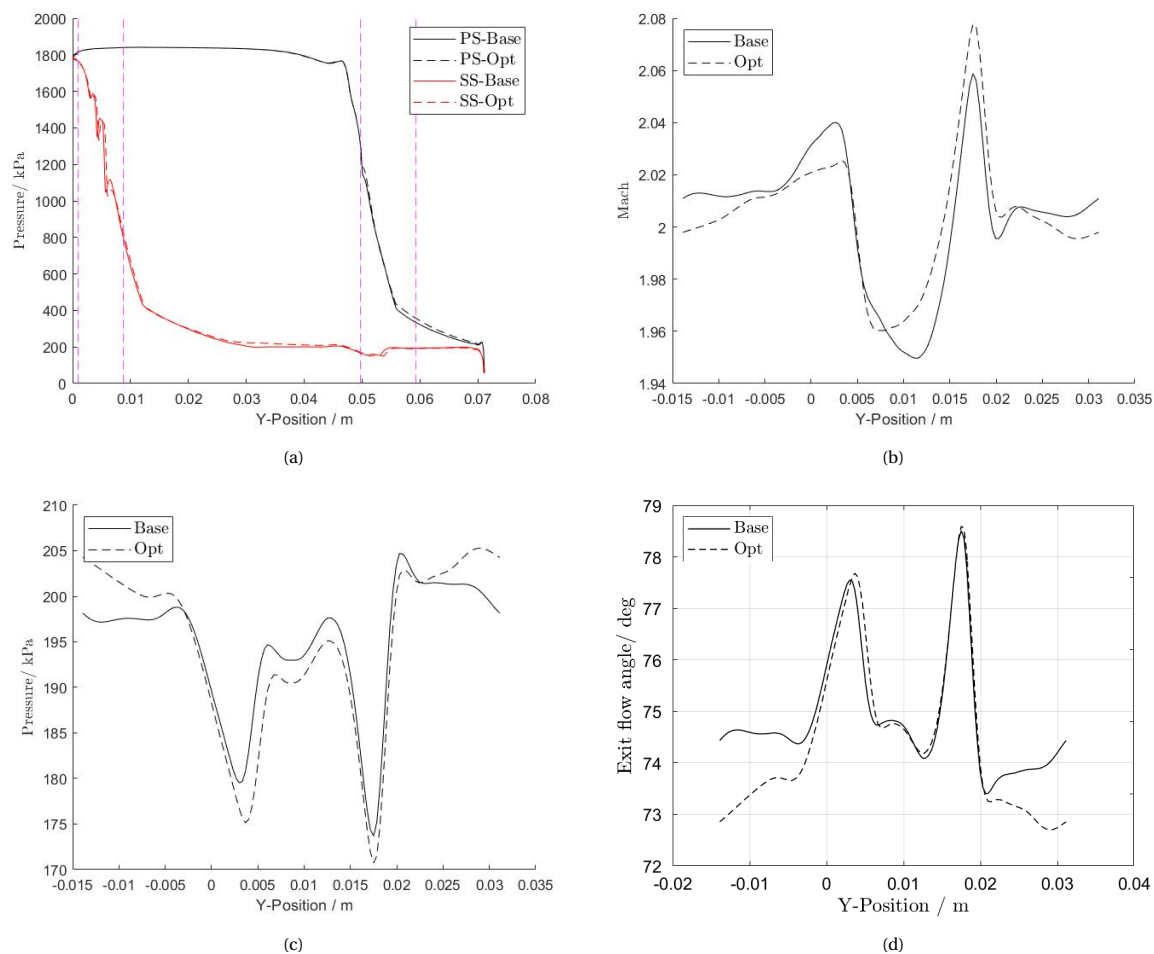 2000
1800
1600
1400
1200
1000
800
600
400
200
0
Pressure/ kPa
PS-Base
PS-Opt
SS-Base
SS-Opt
0 0.01 0.02 0.03 0.04 0.05 0.06 0.07 0.08
Y-Position / m
(a)
2.08
2.06
2.04
2.02
2
1.98
1.96
1.94
Mach
Base
Opt
-0.015 -0.01 -0.005 0 0.005 0.01 0.015 0.02 0.025 0.03 0.035
Y-Position / m
(b)
210
205
200
195
190
185
180
175
170
Pressure/ kPa
Base
Opt
-0.015 -0.01 -0.005 0 0.005 0.01 0.015 0.02 0.025 0.03 0.035
Y-Position / m
(c)
79
78
77
76
75
74
73
72
Exit flow angle/ deg
Base
Opt
-0.02 -0.01 0 0.01 0.02 0.03 0.04
Y-Position / m
(d)